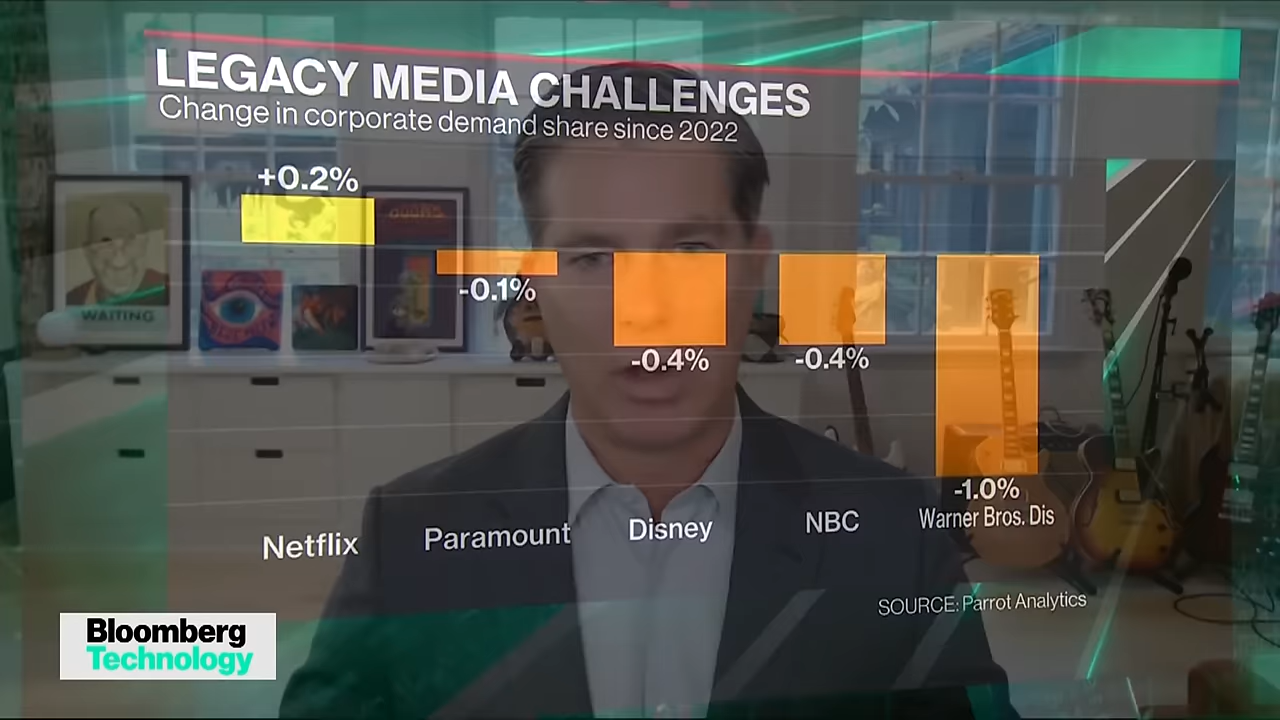 LEGACY MEDIA CHALLENGES
Change in corporate demand share since 2022
+0.2%
-0.1%
-0.4%
-0.4%
-1.0%
WAITING
Netflix
Paramount
Disney
NBC
Warner Bros. Dis
SOURCE: Parrot Analytics
Bloomberg
Technology